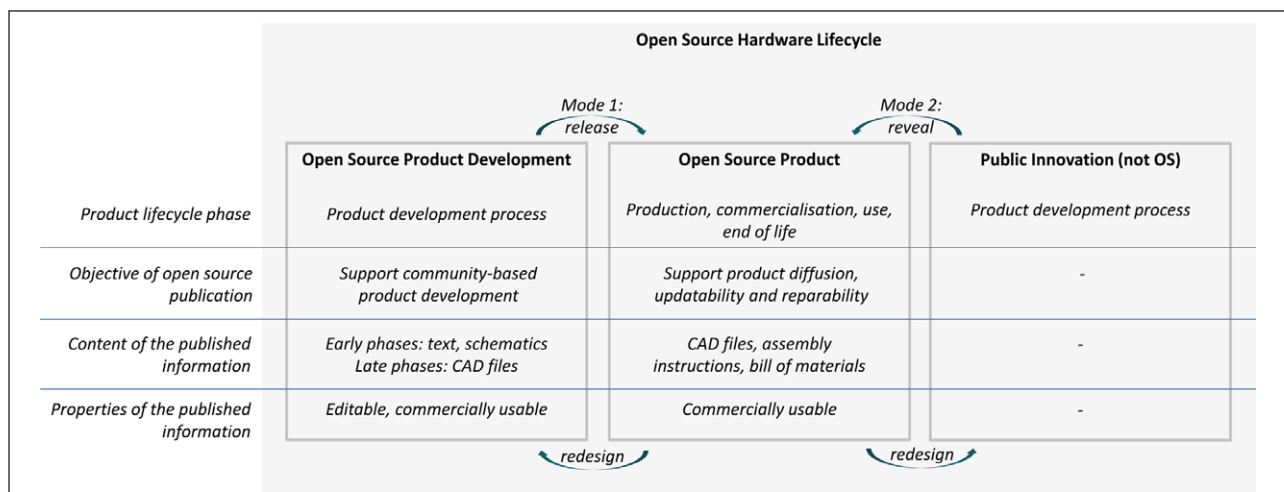 Open Source Hardware Lifecycle
Mode 1:
release
Mode 2:
reveal
Open Source Product Development
Open Source Product
Public Innovation (not OS)
Product lifecycle phase
Product development process
Production, commercialisation, use,
end of life
Product development process
Objective of open source
publication
Support community-based
product development
Support product diffusion,
updatability and reparability
-
Content of the published
information
Early phases: text, schematics
Late phases: CAD files
CAD files, assembly
instructions, bill of materials
-
Properties of the published
information
Editable, commercially usable
Commercially usable
-
redesign
redesign